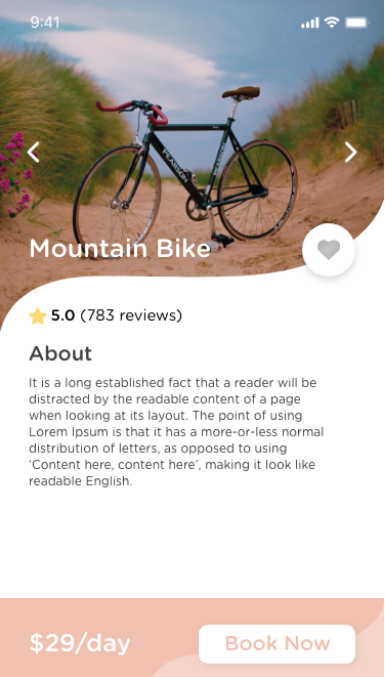 9:41
PEARSON
Mountain Bike
5.0 (783 reviews)
About
It is a long established fact that a reader will be
distracted by the readable content of a page
when looking at its layout. The point of using
Lorem Ipsum is that it has a more-or-less normal
distribution of letters, as opposed to using
‘Content here, content here’, making it look like
readable English.
$29/day
Book Now